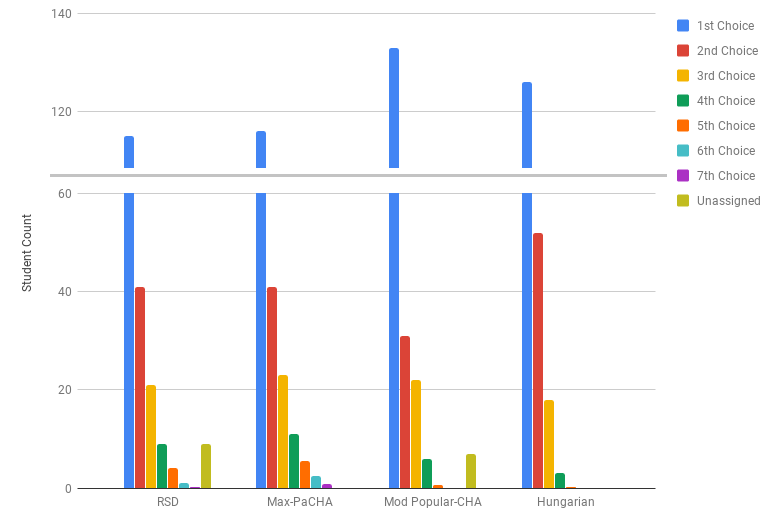 140
120
60
40
20
0
Student Count
RSD
Max-PaCHA
Mod Popular-CHA
Hungarian
1st Choice
2nd Choice
3rd Choice
4th Choice
5th Choice
6th Choice
7th Choice
Unassigned